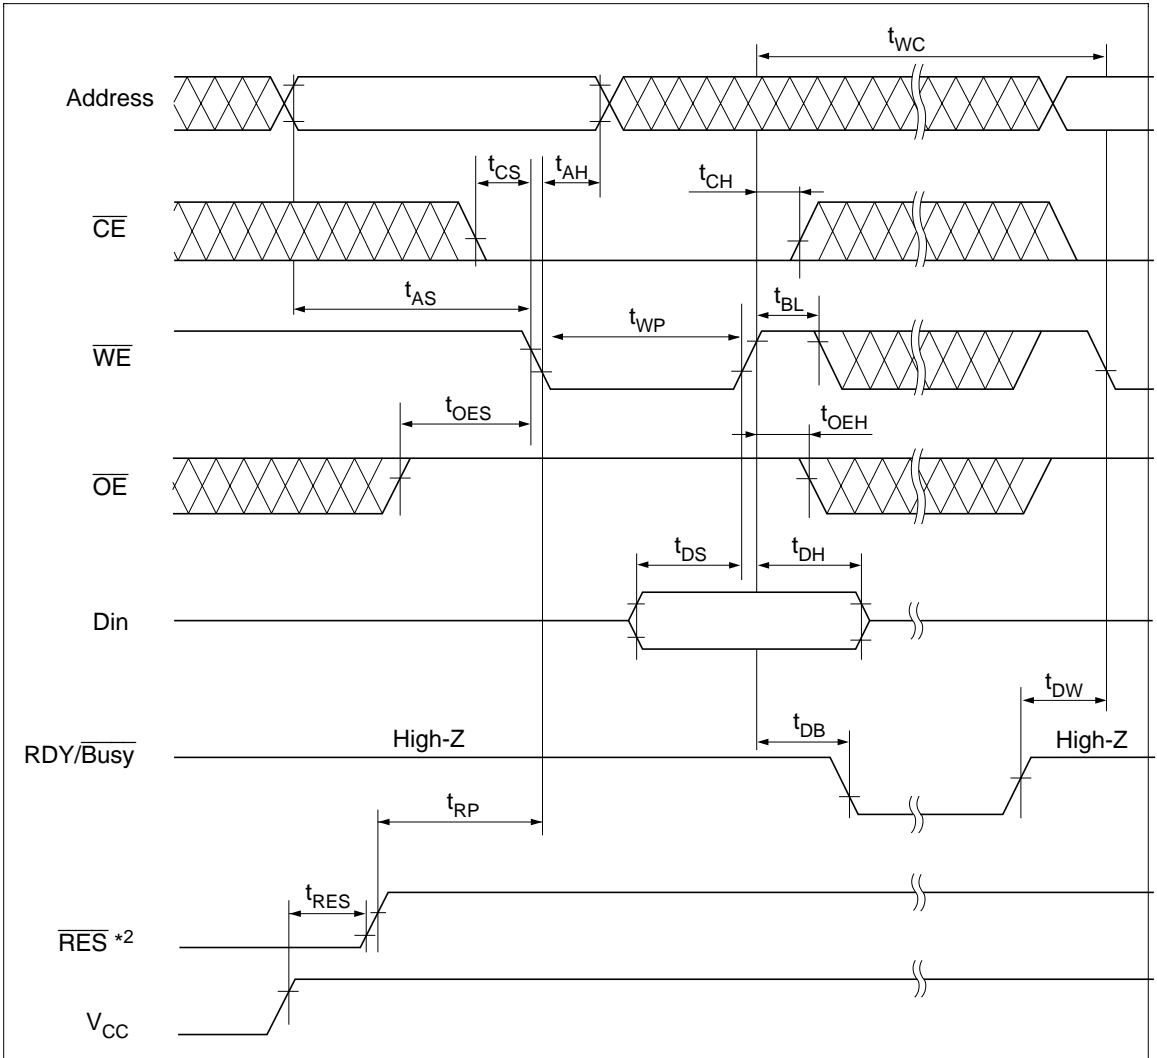 tWC
Address
tCS
tAH
tCH
CE
tAS
tBL
tWP
WE
tOES
tOEH
OE
tDS
tDH
Din
tDW
tDB
RDY/Busy
High-Z
High-Z
tRP
tRES
RES *2
VCC